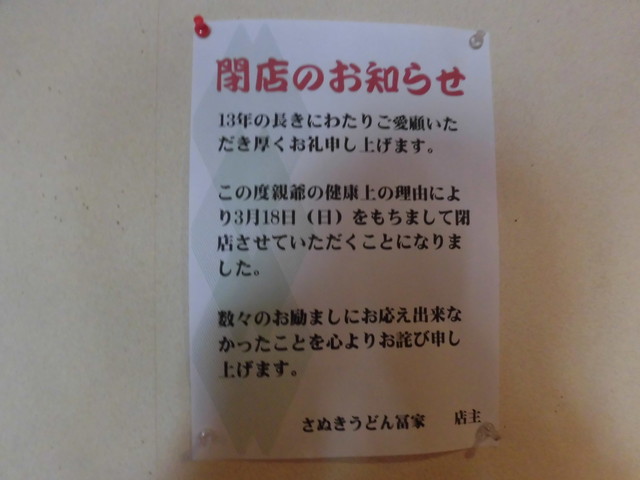 閉店のお知らせ
13年の長きにわたりご愛顧いた
だき厚くお礼申し上げます。
この度親爺の健康上の理由によ
り3月18日（日）をもちまして閉
店させていただくことになりま
した。
数々のお励ましにお応え出来な
かったことを心よりお詫び申し
上げます。
さぬきうどん冨家　店主